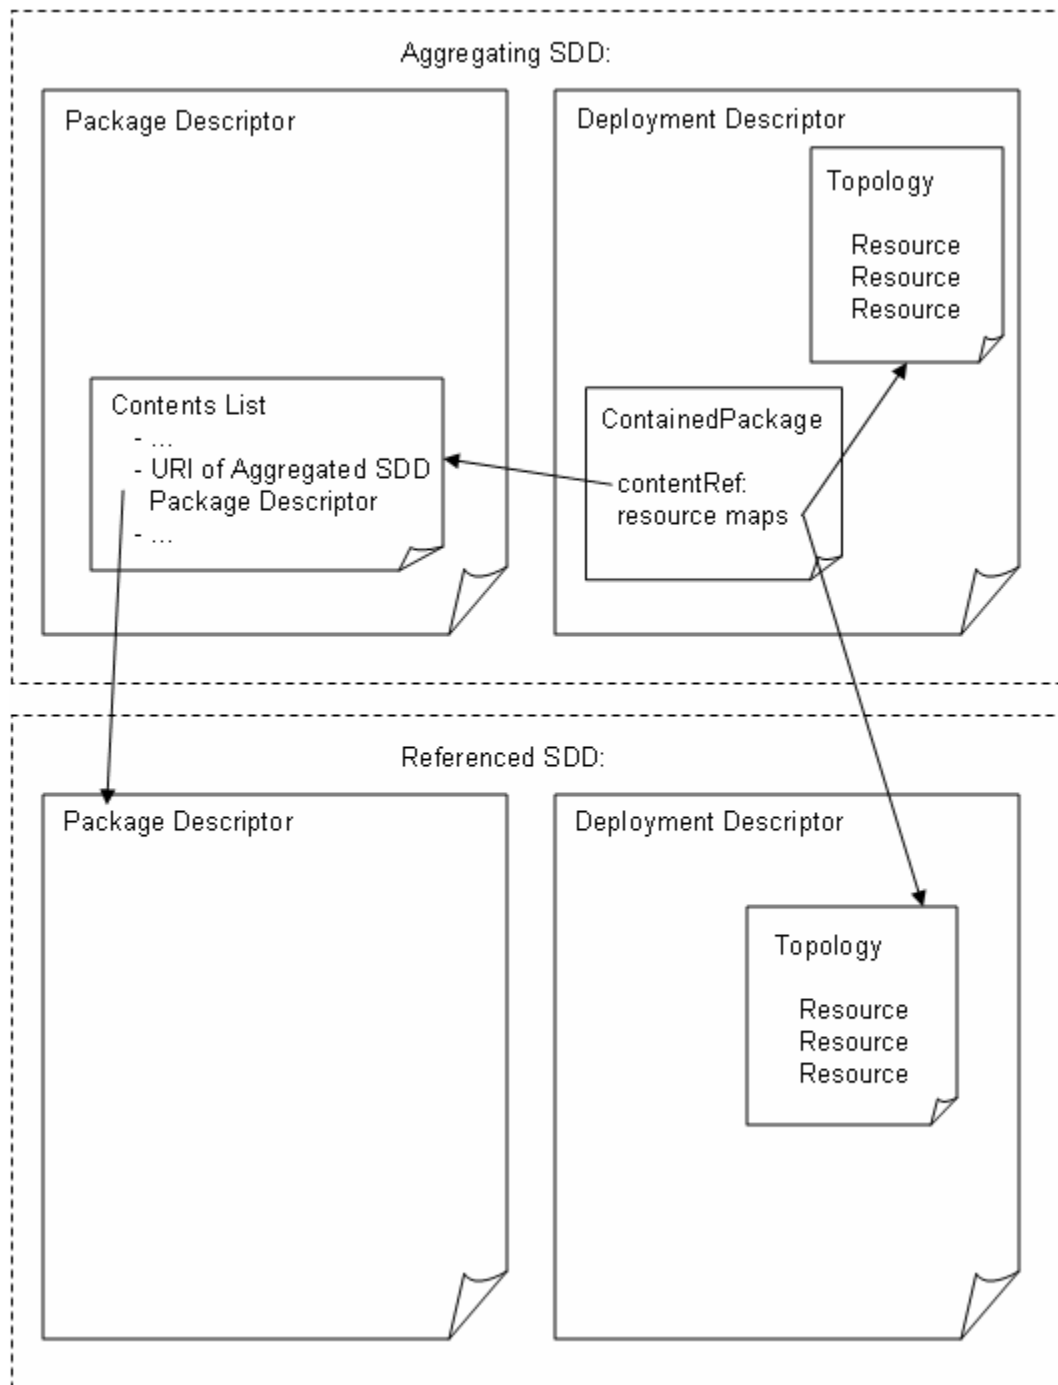 Aggregating SDD:
Package Descriptor
Contents List
- ...
- URI of Aggregated SDD
Package Descriptor
- ...
Deployment Descriptor
Topology
Resource
Resource
Resource
ContainedPackage
contentRef:
resource maps
Referenced SDD:
Package Descriptor
Deployment Descriptor
Topology
Resource
Resource
Resource